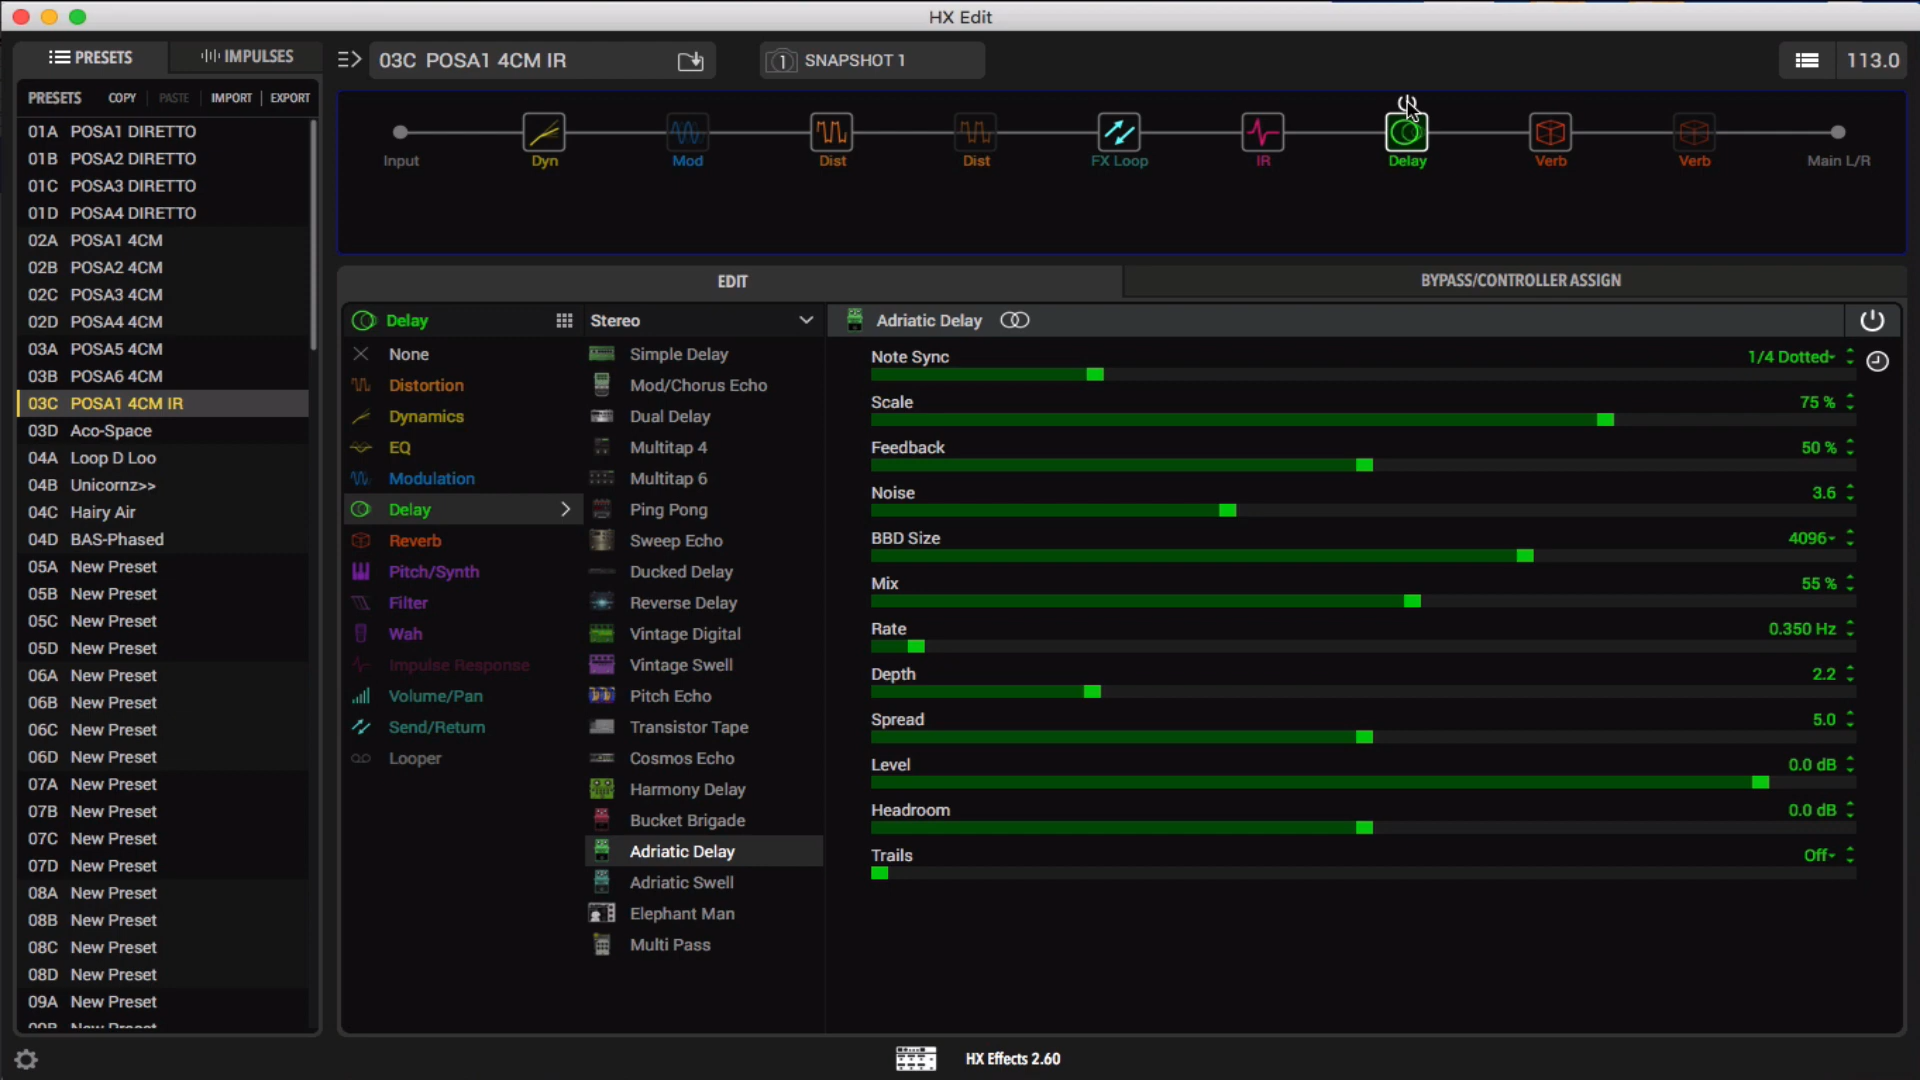 HX Edit
PRESETS
IMPULSES
03C POSA1 4CM IR
1 SNAPSHOT 1
113.0
PRESETS COPY PASTE IMPORT EXPORT
01A POSA1 DIRETTO
01B POSA2 DIRETTO
01C POSA3 DIRETTO
01D POSA4 DIRETTO
02A POSA1 4CM
02B POSA2 4CM
02C POSA3 4CM
02D POSA4 4CM
03A POSA5 4CM
03B POSA6 4CM
03C POSA1 4CM IR
03D Aco-Space
04A Loop D Loo
04B Unicornz>>
04C Hairy Air
04D BAS-Phased
05A New Preset
05B New Preset
05C New Preset
05D New Preset
06A New Preset
06B New Preset
06C New Preset
06D New Preset
07A New Preset
07B New Preset
07C New Preset
07D New Preset
08A New Preset
08B New Preset
08C New Preset
08D New Preset
09A New Preset
09B New Preset
Input Dyn Mod Dist Dist FX Loop IR Delay Verb Verb Main L/R
EDIT
BYPASS/CONTROLLER ASSIGN
Delay
None
Distortion
Dynamics
EQ
Modulation
Delay
Reverb
Pitch/Synth
Filter
Wah
Impulse Response
Volume/Pan
Send/Return
Looper
Stereo
Simple Delay
Mod/Chorus Echo
Dual Delay
Multitap 4
Multitap 6
Ping Pong
Sweep Echo
Ducked Delay
Reverse Delay
Vintage Digital
Vintage Swell
Pitch Echo
Transistor Tape
Cosmos Echo
Harmony Delay
Bucket Brigade
Adriatic Delay
Adriatic Swell
Elephant Man
Multi Pass
Adriatic Delay
Note Sync 1/4 Dotted
Scale 75 %
Feedback 50 %
Noise 3.6
BBD Size 4096
Mix 55 %
Rate 0.350 Hz
Depth 2.2
Spread 5.0
Level 0.0 dB
Headroom 0.0 dB
Trails Off
HX Effects 2.60